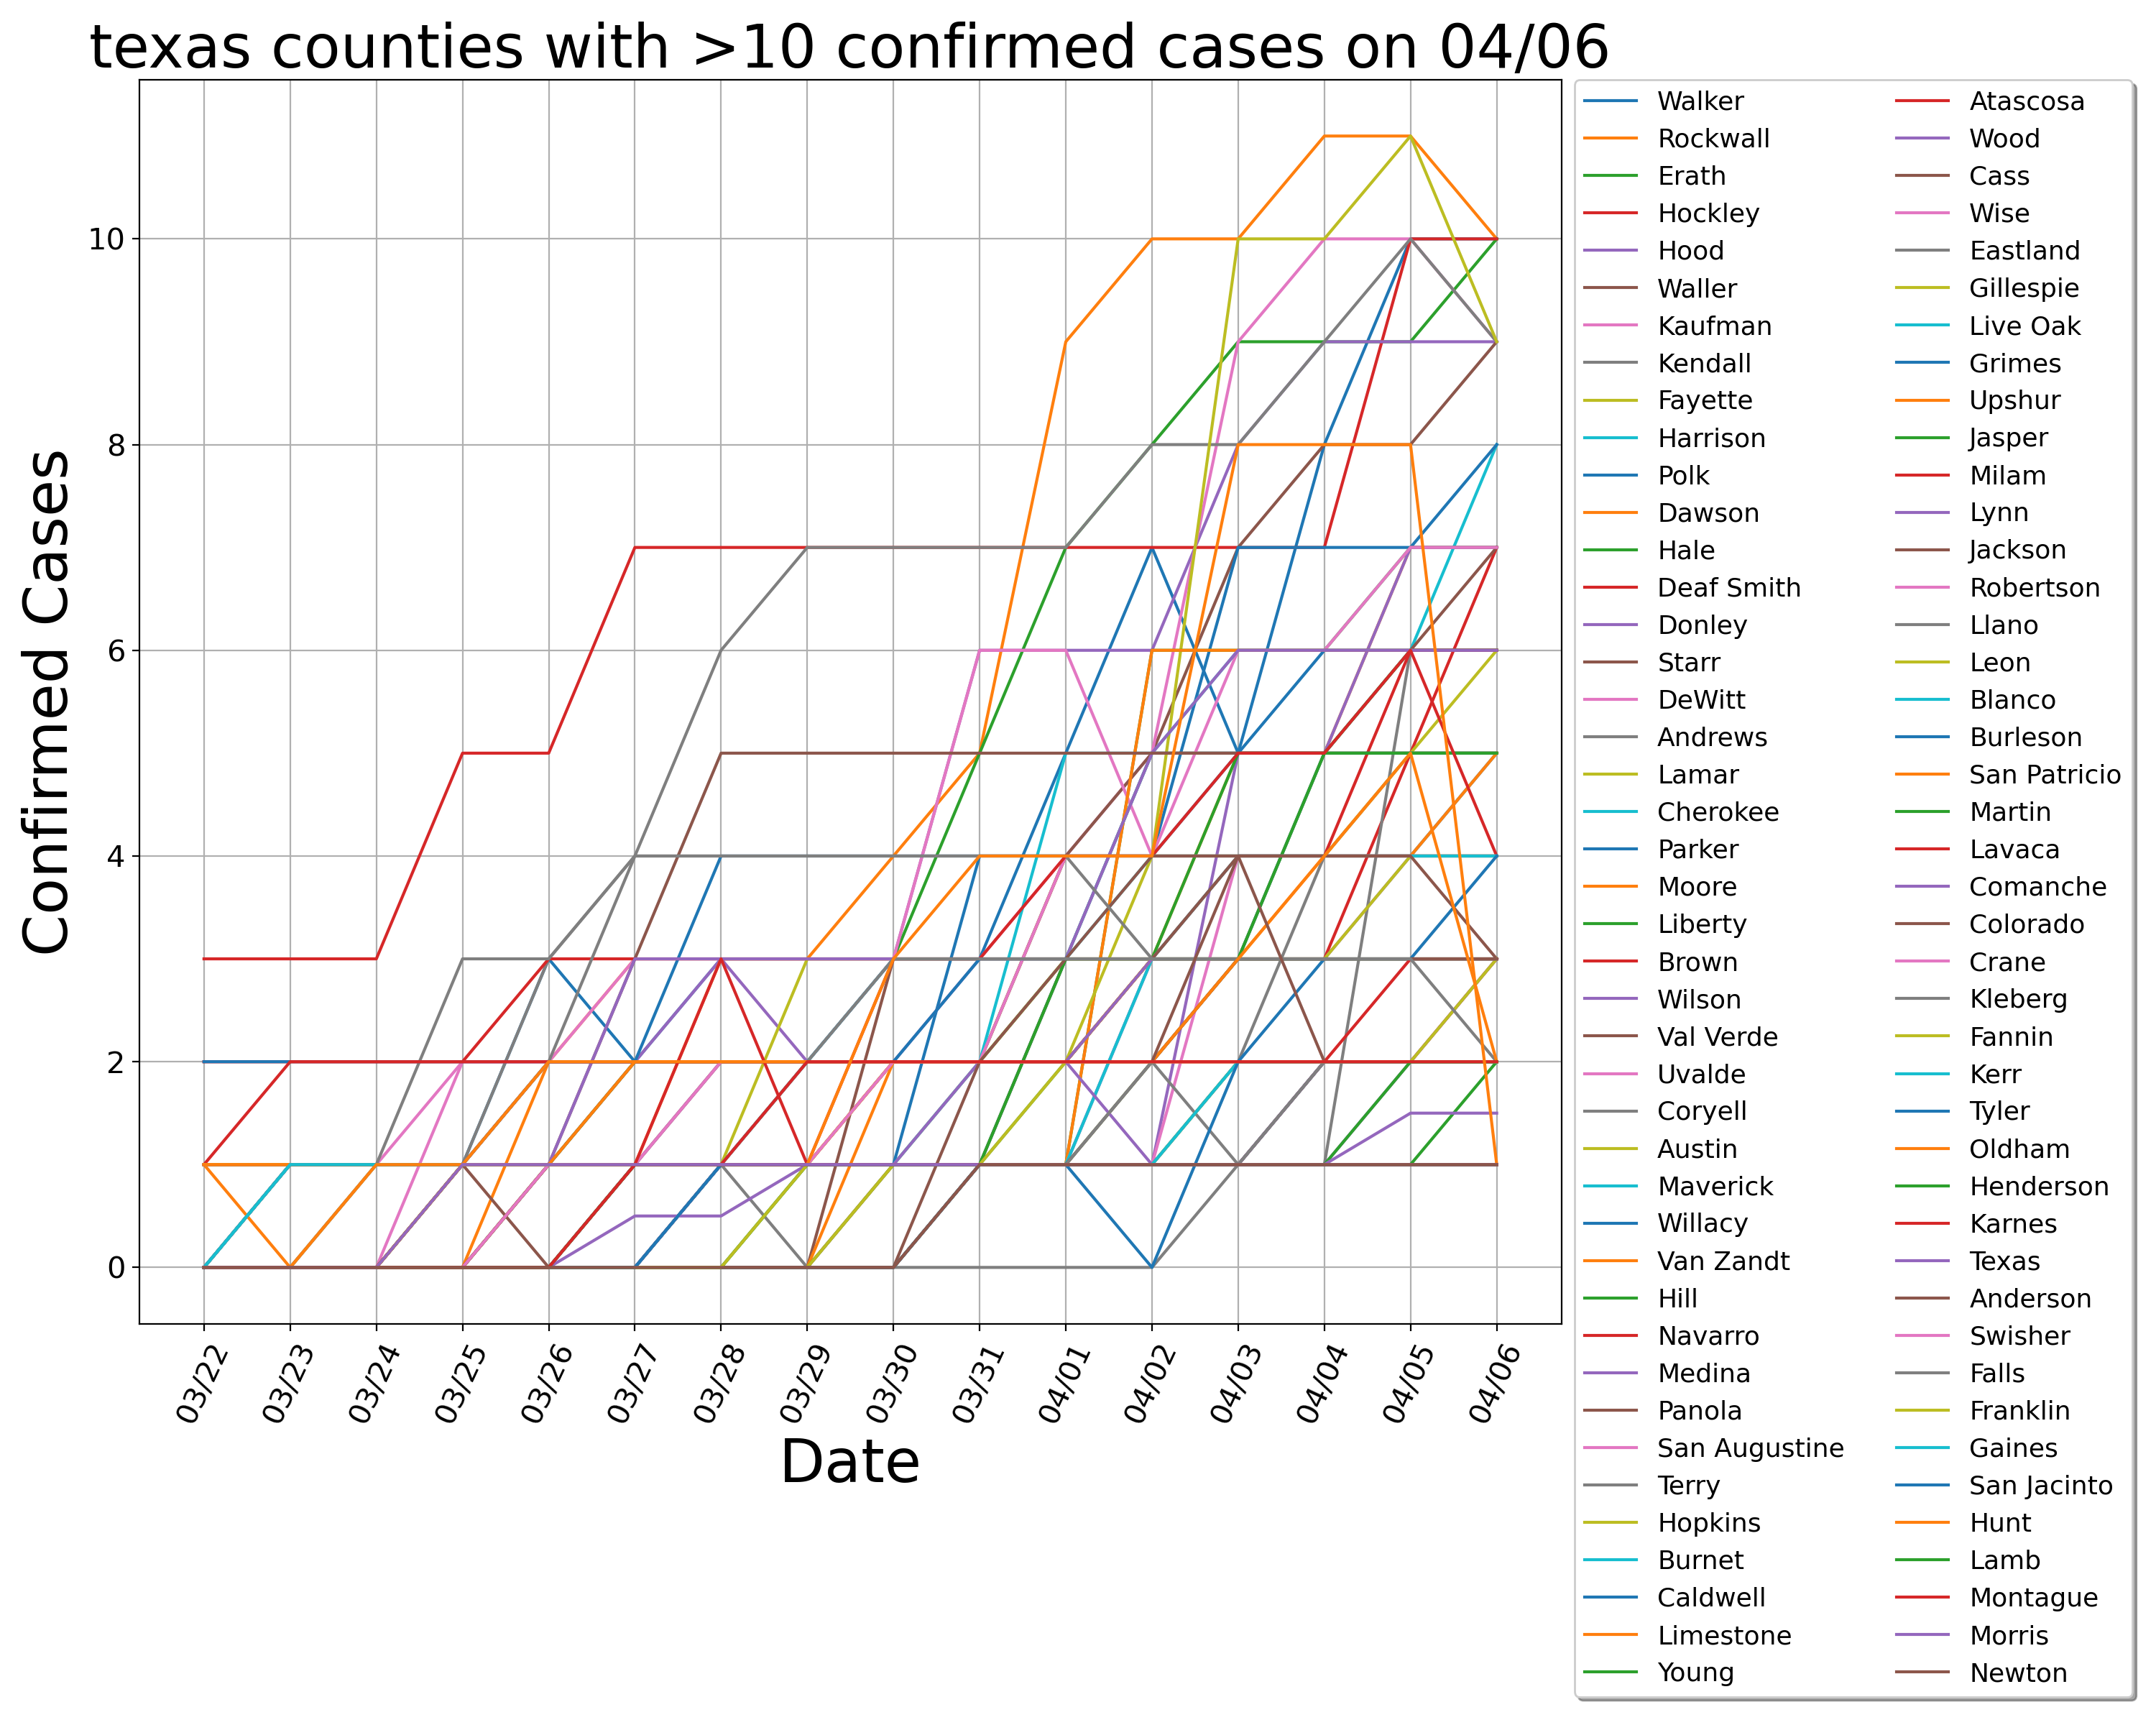 texas counties with >10 confirmed cases on 04/06
Confirmed Cases
10
8
6
4
2
0
03/22
03/23
03/24
03/25
03/26
03/27
03/28
03/29
03/30
03/31
04/01
04/02
04/03
04/04
04/05
04/06
Date
Walker
Rockwall
Erath
Hockley
Hood
Waller
Kaufman
Kendall
Fayette
Harrison
Polk
Dawson
Hale
Deaf Smith
Donley
Starr
DeWitt
Andrews
Lamar
Cherokee
Parker
Moore
Liberty
Brown
Wilson
Val Verde
Uvalde
Coryell
Austin
Maverick
Willacy
Van Zandt
Hill
Navarro
Medina
Panola
San Augustine
Terry
Hopkins
Burnet
Caldwell
Limestone
Young
Atascosa
Wood
Cass
Wise
Eastland
Gillespie
Live Oak
Grimes
Upshur
Jasper
Milam
Lynn
Jackson
Robertson
Llano
Leon
Blanco
Burleson
San Patricio
Martin
Lavaca
Comanche
Colorado
Crane
Kleberg
Fannin
Kerr
Tyler
Oldham
Henderson
Karnes
Texas
Anderson
Swisher
Falls
Franklin
Gaines
San Jacinto
Hunt
Lamb
Montague
Morris
Newton